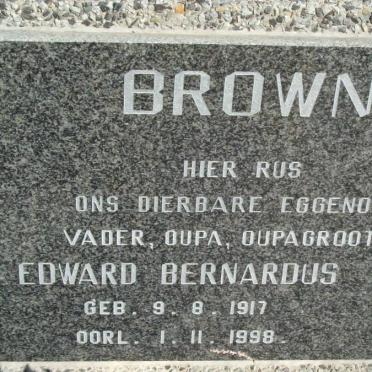 BROWN
HIER RUS
ONS DIERBARE EGGENO
VADER, OUPA, OUPAGROOT
EDWARD BERNARDUS
GEB. 9. 8. 1917
OORL. 1. 11. 1998.